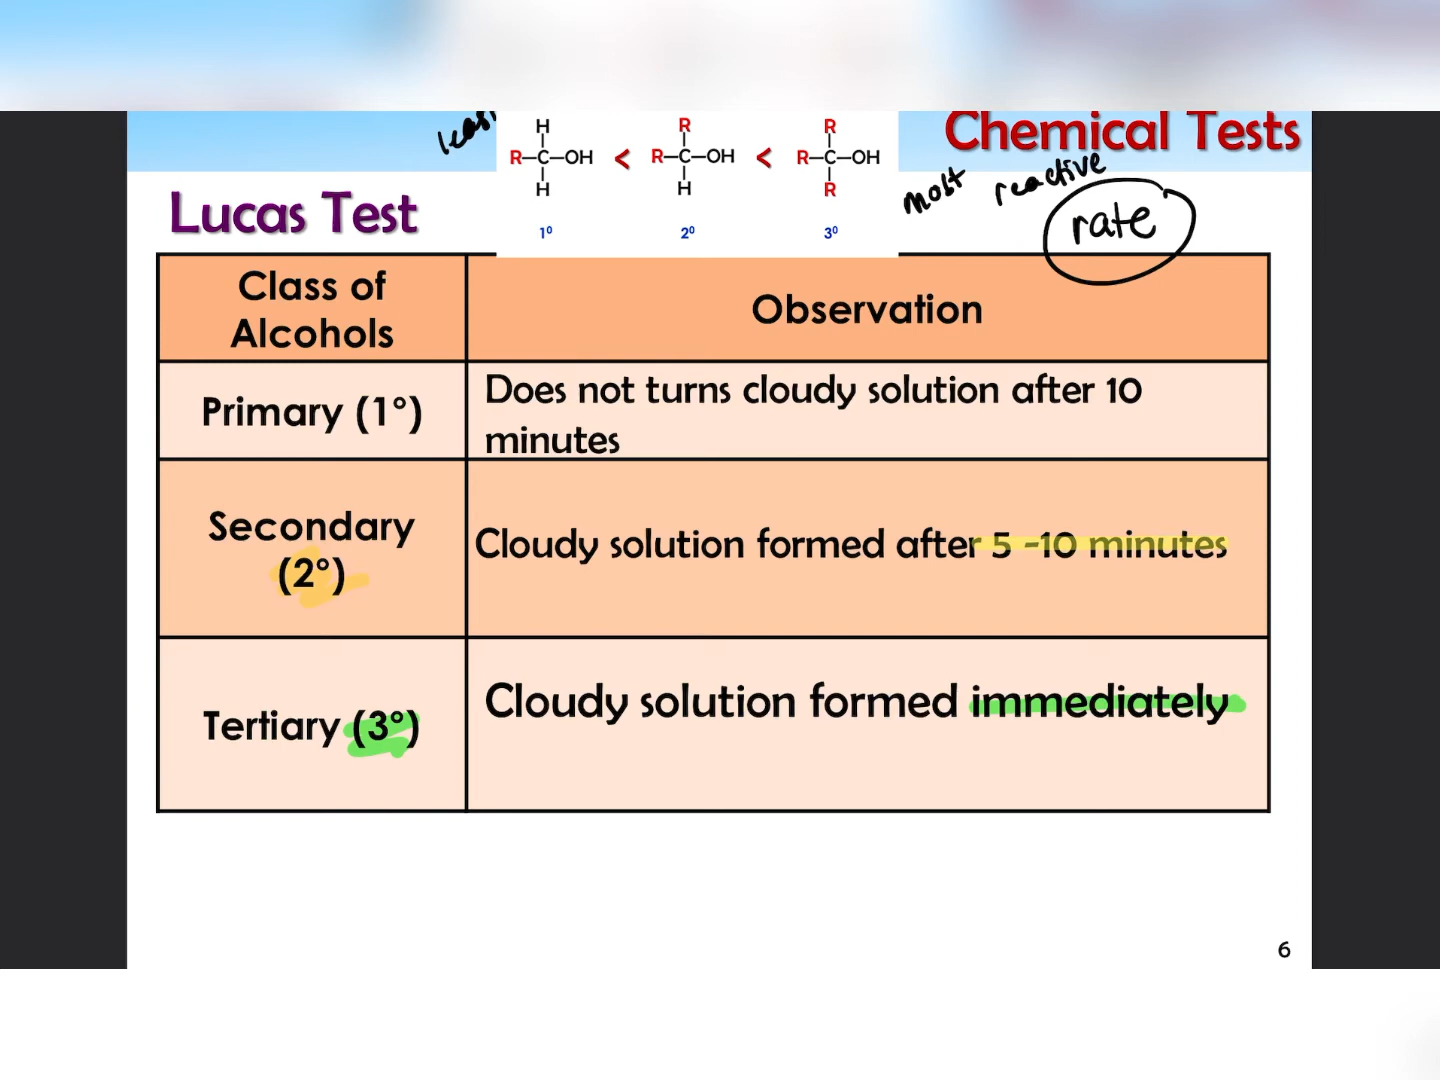 Chemical Tests
H R R
R–C–OH < R–C–OH < R–C–OH
H H R
most reactive
Lucas Test
rate
1⁰ 2⁰ 3⁰
Class of Alcohols
Observation
Primary (1°)
Does not turns cloudy solution after 10
minutes
Secondary
(2°)
Cloudy solution formed after 5 -10 minutes
Tertiary (3°)
Cloudy solution formed immediately
6